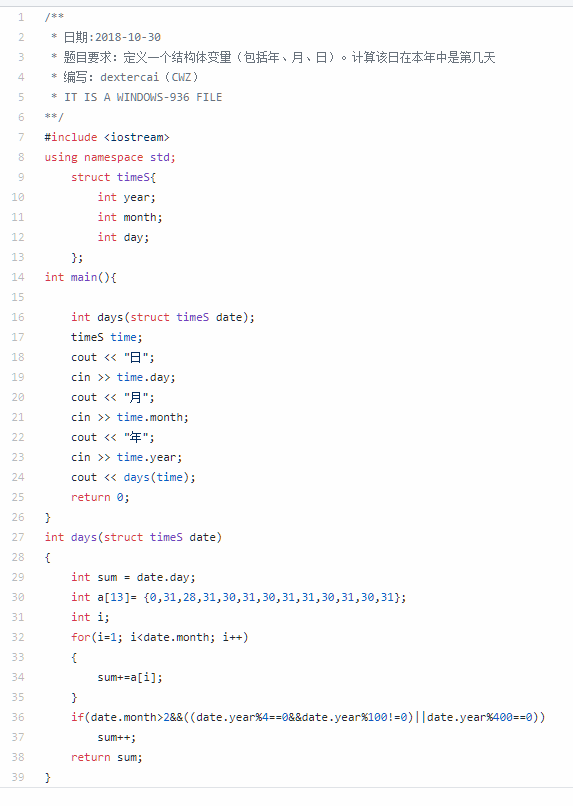 1 /**
2  * 日期:2018-10-30
3  * 题目要求: 定义一个结构体变量（包括年、月、日）。计算该日在本年中是第几天
4  * 编写: dextercai（CWZ）
5  * IT IS A WINDOWS-936 FILE
6 **/
7 #include <iostream>
8 using namespace std;
9     struct timeS{
10         int year;
11         int month;
12         int day;
13     };
14 int main(){
15
16     int days(struct timeS date);
17     timeS time;
18     cout << "日";
19     cin >> time.day;
20     cout << "月";
21     cin >> time.month;
22     cout << "年";
23     cin >> time.year;
24     cout << days(time);
25     return 0;
26 }
27 int days(struct timeS date)
28 {
29     int sum = date.day;
30     int a[13]= {0,31,28,31,30,31,30,31,31,30,31,30,31};
31     int i;
32     for(i=1; i<date.month; i++)
33     {
34         sum+=a[i];
35     }
36     if(date.month>2&&((date.year%4==0&&date.year%100!=0)||date.year%400==0))
37         sum++;
38     return sum;
39 }